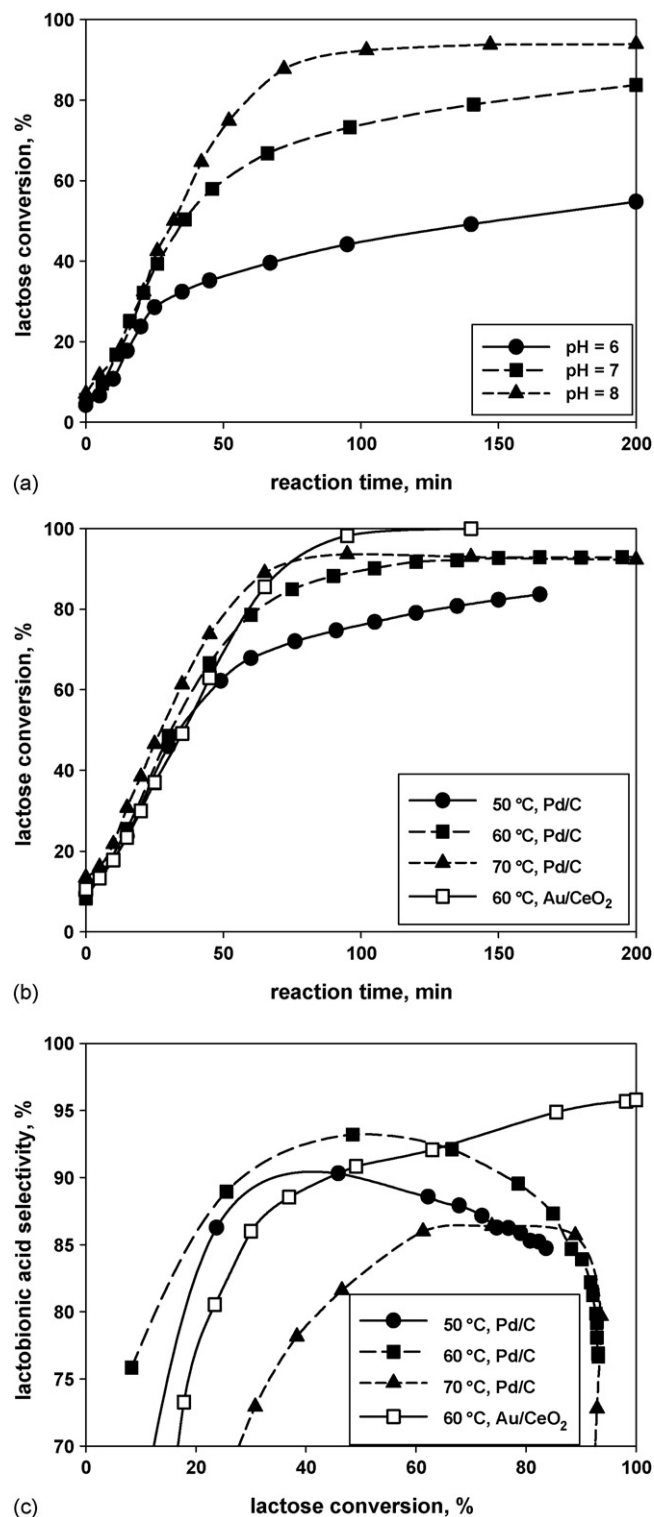 100
80
60
40
20
0
lactose conversion, %
pH = 6
pH = 7
pH = 8
0 50 100 150 200
reaction time, min
(a)
100
80
60
40
20
0
lactose conversion, %
50 °C, Pd/C
60 °C, Pd/C
70 °C, Pd/C
60 °C, Au/CeO2
0 50 100 150 200
reaction time, min
(b)
100
95
90
85
80
75
70
lactobionic acid selectivity, %
50 °C, Pd/C
60 °C, Pd/C
70 °C, Pd/C
60 °C, Au/CeO2
0 20 40 60 80 100
lactose conversion, %
(c)